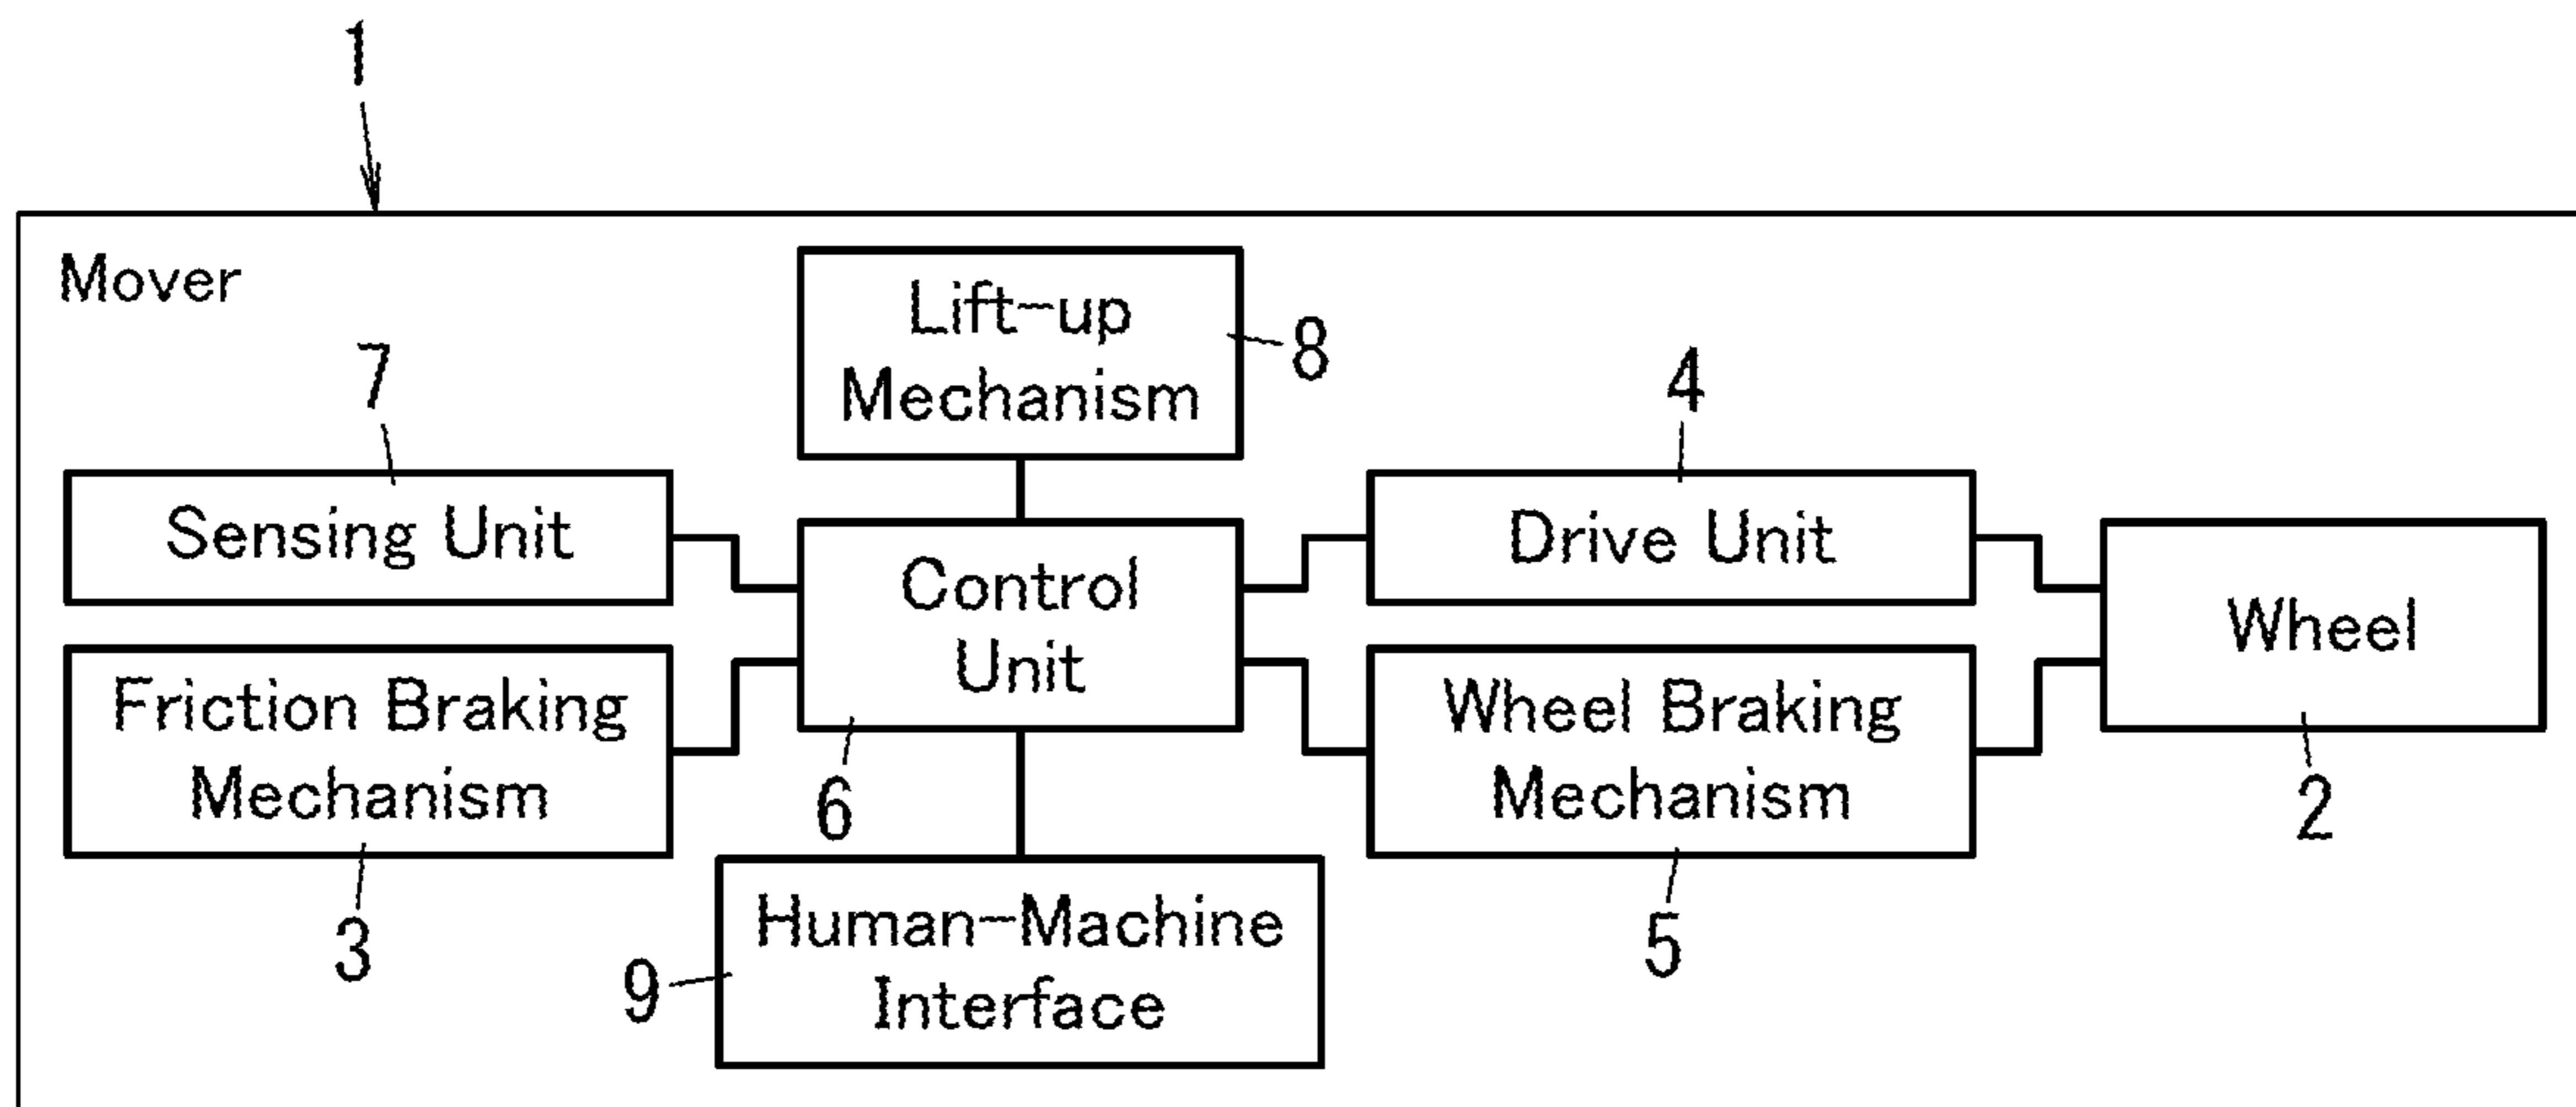 1
Mover
Lift-up
Mechanism
8
7
4
Sensing Unit
Control
Unit
Drive Unit
Wheel
Friction Braking
Mechanism
Wheel Braking
Mechanism
6
2
3
5
Human-Machine
Interface
9